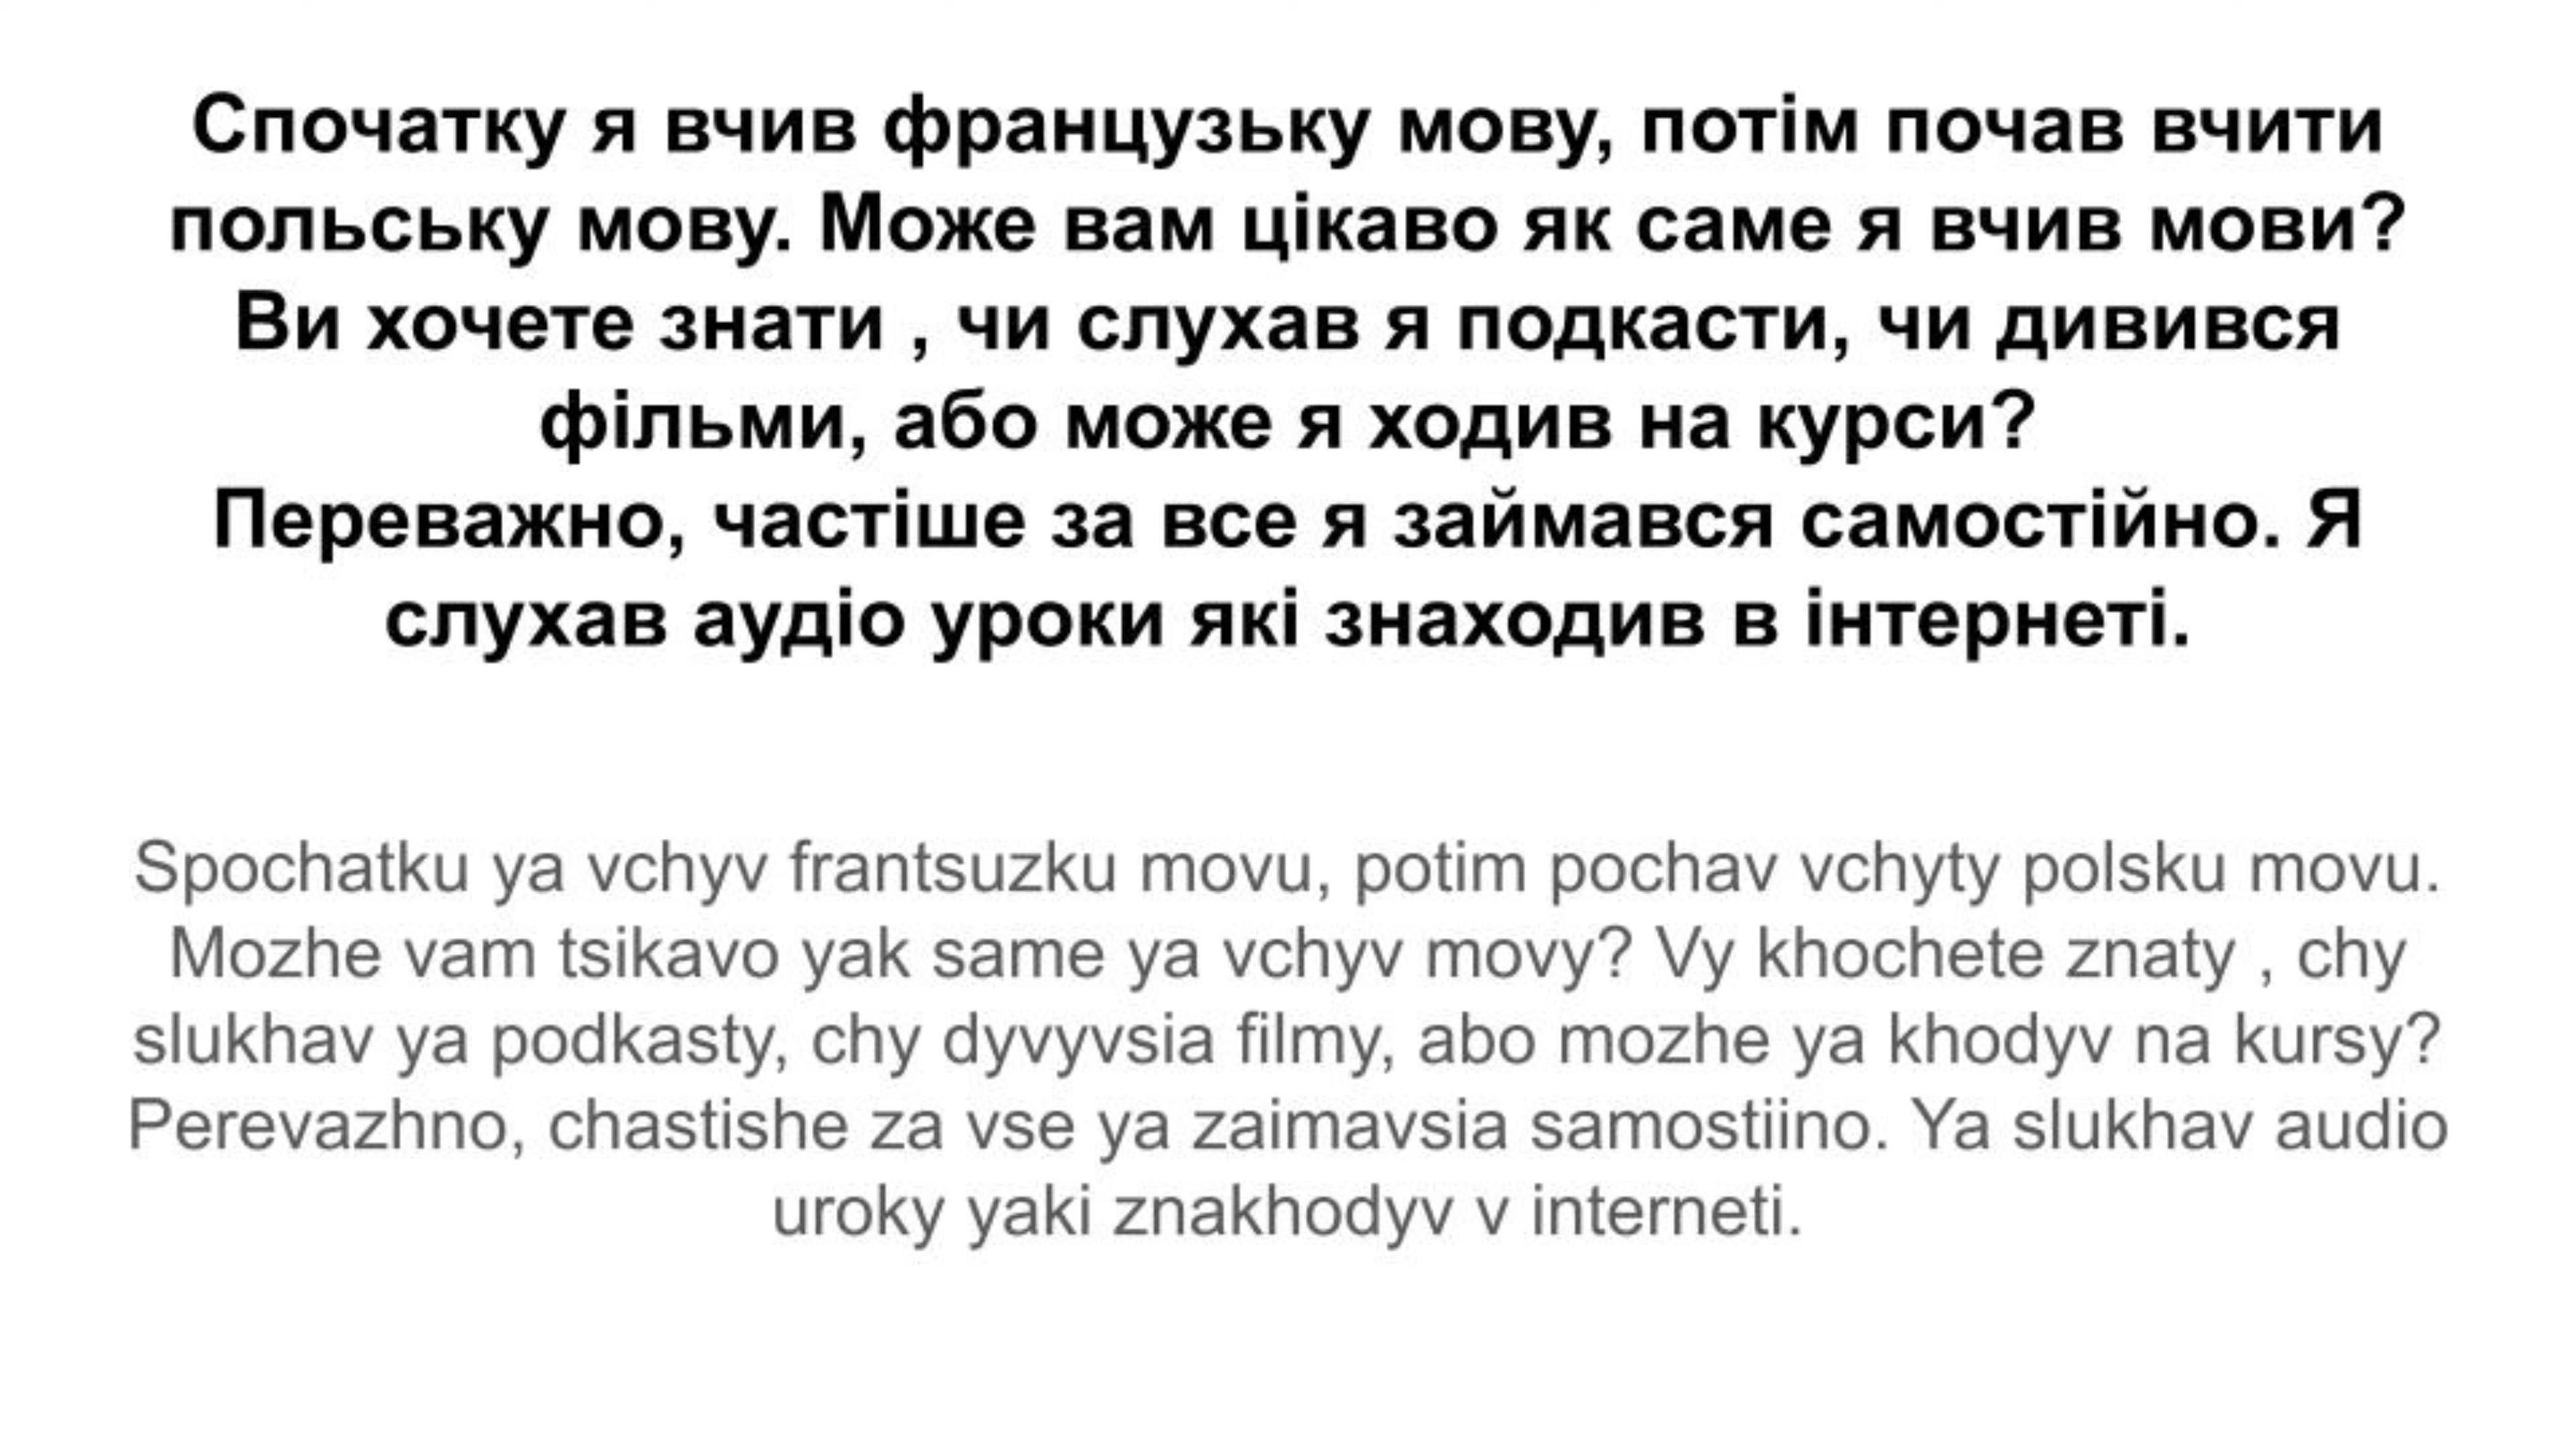 Спочатку я вчив французьку мову, потім почав вчити
польську мову. Може вам цікаво як саме я вчив мови?
Ви хочете знати , чи слухав я подкасти, чи дивився
фільми, або може я ходив на курси?
Переважно, частіше за все я займався самостійно. Я
слухав аудіо уроки які знаходив в інтернеті.
Spochatku ya vchyv frantsuzku movu, potim pochav vchyty polsku movu.
Mozhe vam tsikavo yak same ya vchyv movy? Vy khochete znaty , chy
slukhav ya podkasty, chy dyvyvsia filmy, abo mozhe ya khodyv na kursy?
Perevazhno, chastishe za vse ya zaimavsia samostiino. Ya slukhav audio
uroky yaki znakhodyv v interneti.